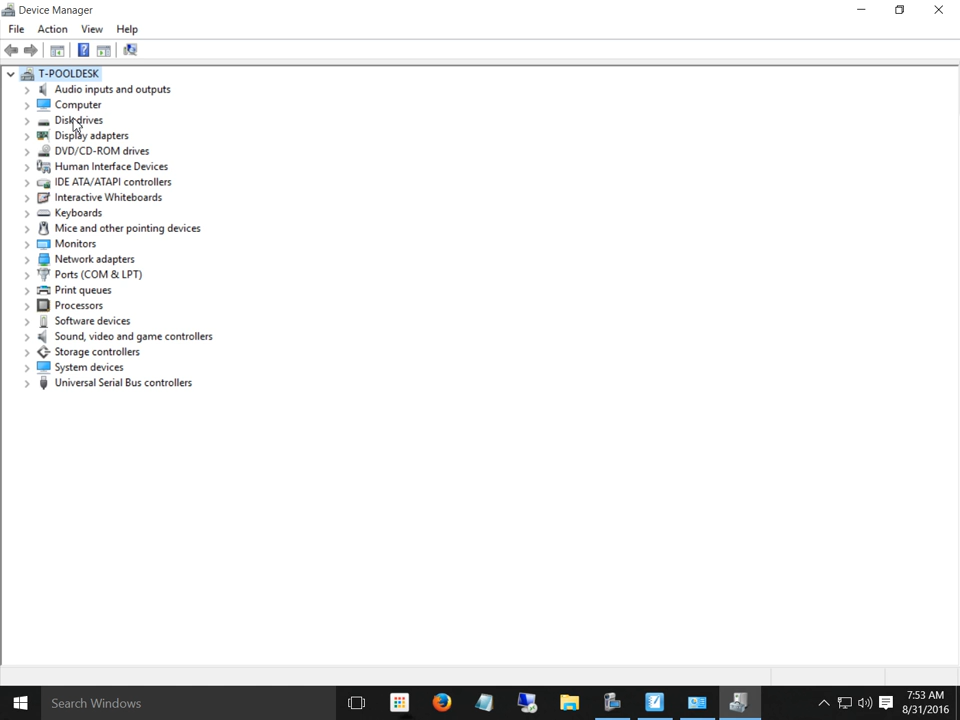 Device Manager
File Action View Help
T-POOLDESK
Audio inputs and outputs
Computer
Disk drives
Display adapters
DVD/CD-ROM drives
Human Interface Devices
IDE ATA/ATAPI controllers
Interactive Whiteboards
Keyboards
Mice and other pointing devices
Monitors
Network adapters
Ports (COM & LPT)
Print queues
Processors
Software devices
Sound, video and game controllers
Storage controllers
System devices
Universal Serial Bus controllers
Search Windows
7:53 AM
8/31/2016